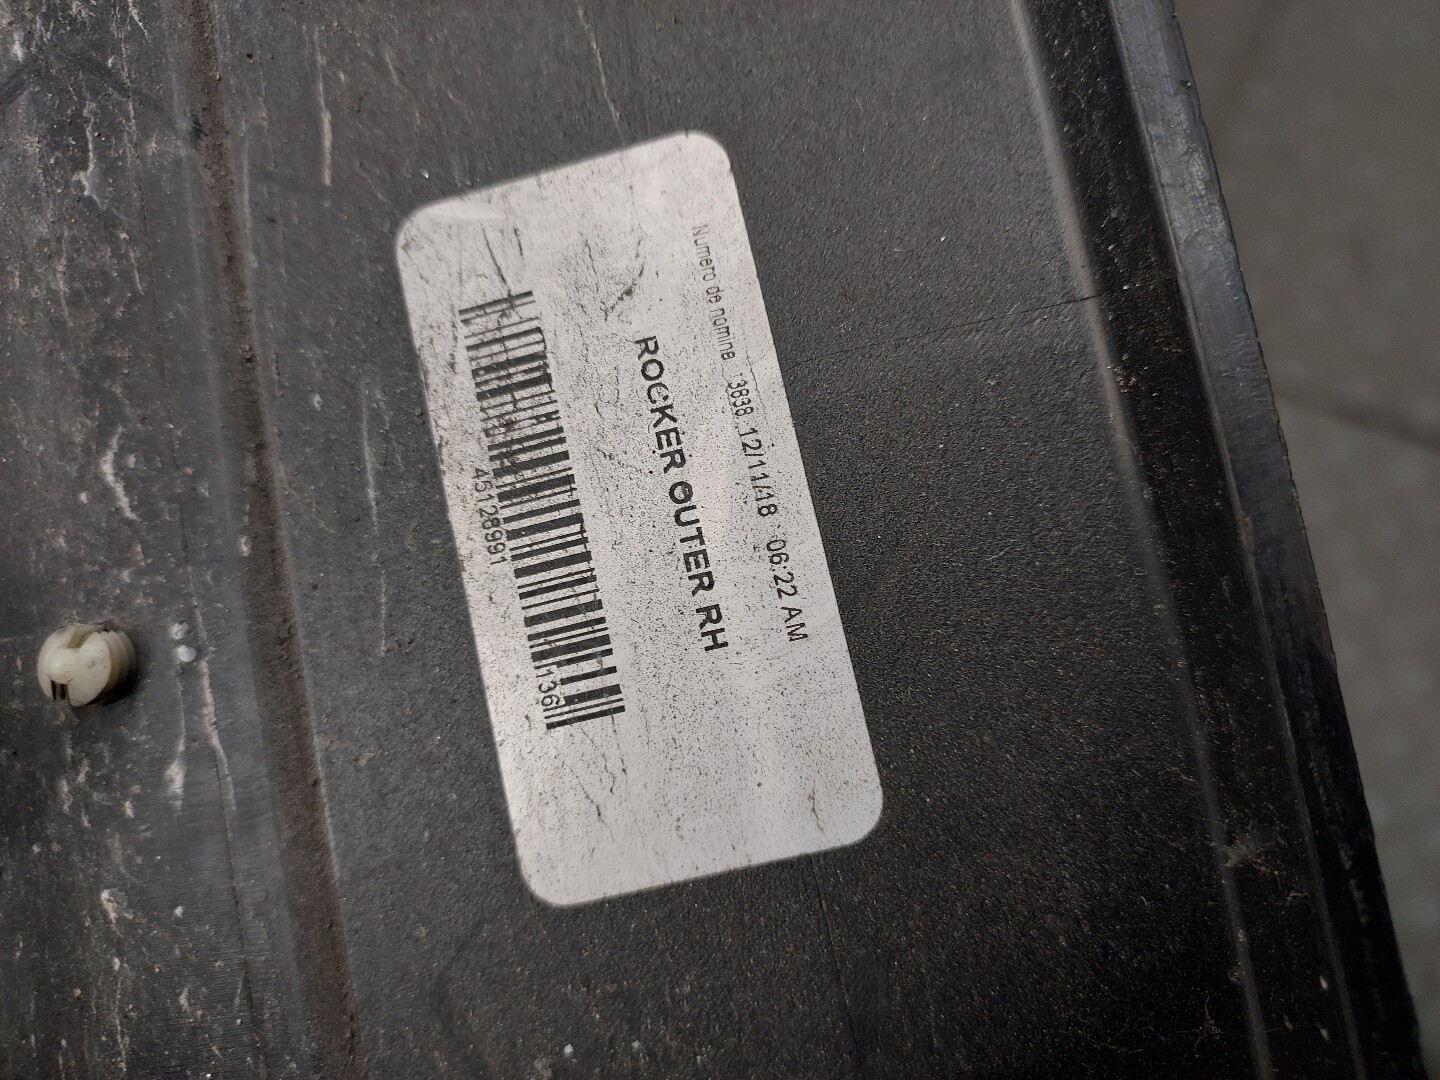 Numero de nomina 3838 12/11/18 06:22 AM
ROCKER OUTER RH
45128991
136